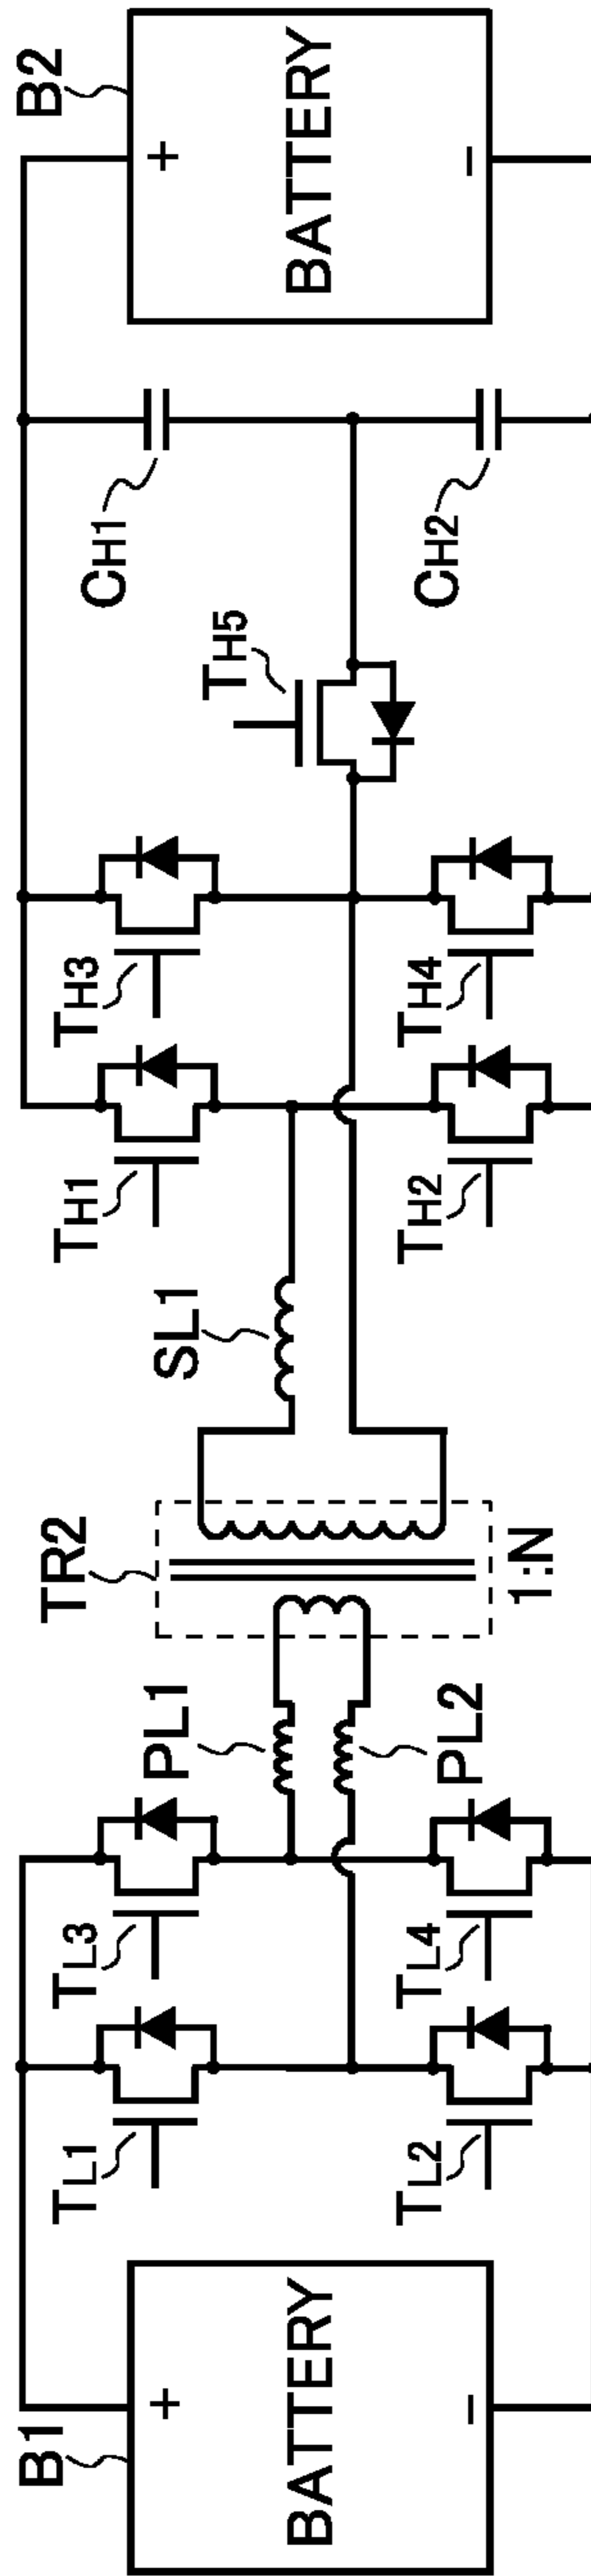 B1
BATTERY
+
−
TL1
TL2
TL3
TL4
PL1
PL2
TR2
1:N
SL1
TH1
TH2
TH3
TH4
TH5
CH1
CH2
B2
BATTERY
+
−